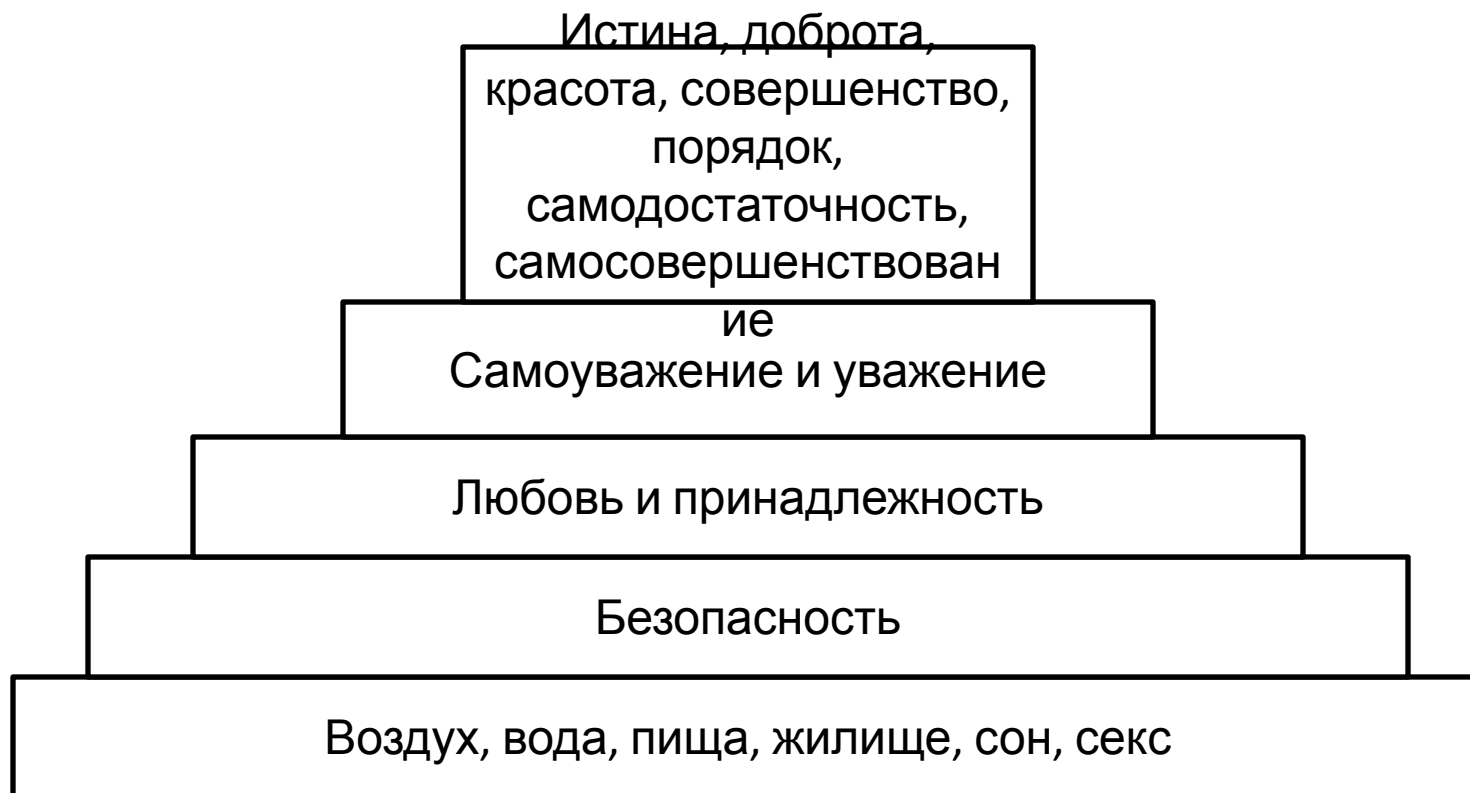 Истина, доброта,
красота, совершенство,
порядок,
самодостаточность,
самосовершенствован
ие
Самоуважение и уважение
Любовь и принадлежность
Безопасность
Воздух, вода, пища, жилище, сон, секс